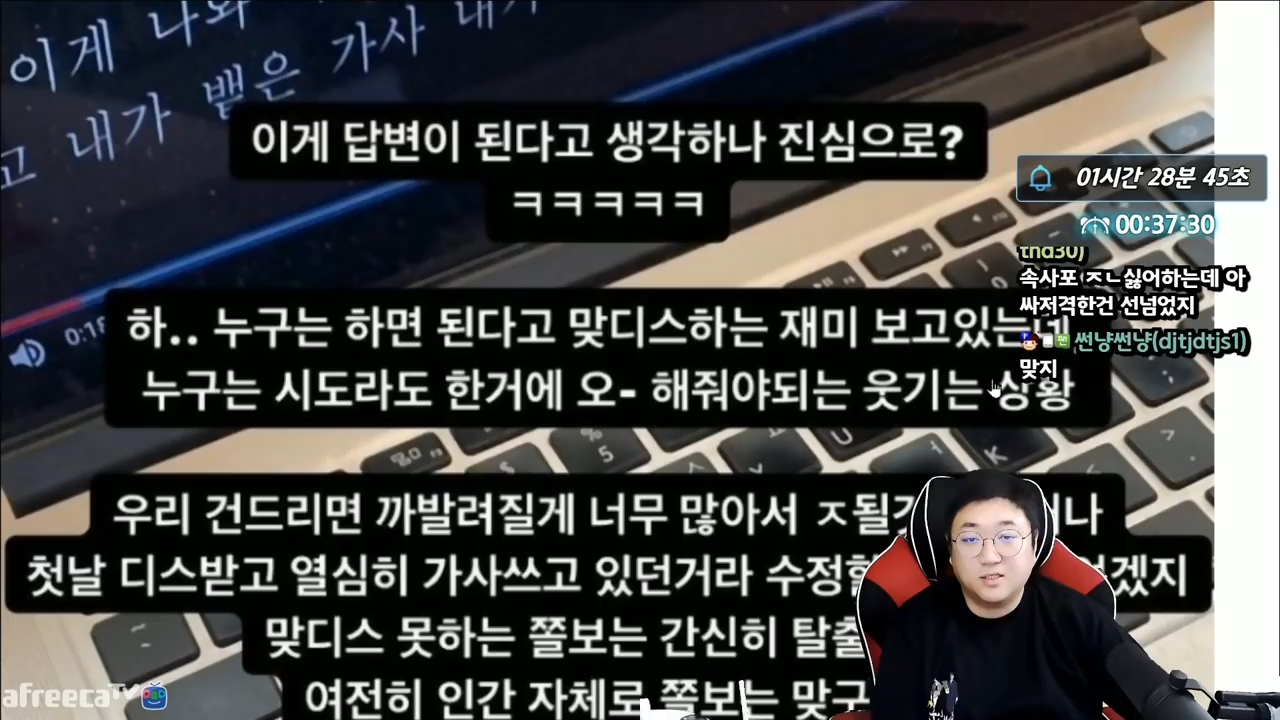 이게 나와
고 내가 뱉은 가사 내가
이게 답변이 된다고 생각하나 진심으로?
ㅋㅋㅋㅋㅋ
01시간 28분 45초
00:37:30
tha30)
속사포 ㅈㄴ싫어하는데 아
싸저격한건 선넘었지
썬냥썬냥(djtjdtjs1)
맞지
0:18
하.. 누구는 하면 된다고 맞디스하는 재미 보고있는데
누구는 시도라도 한거에 오- 해줘야되는 웃기는 상황
우리 건드리면 까발려질게 너무 많아서 ㅈ될
첫날 디스받고 열심히 가사쓰고 있던거라 수정 겠지
맞디스 못하는 쫄보는 간신히 탈출
여전히 인간 자체로 쫄보는 맞구
afreecaTV